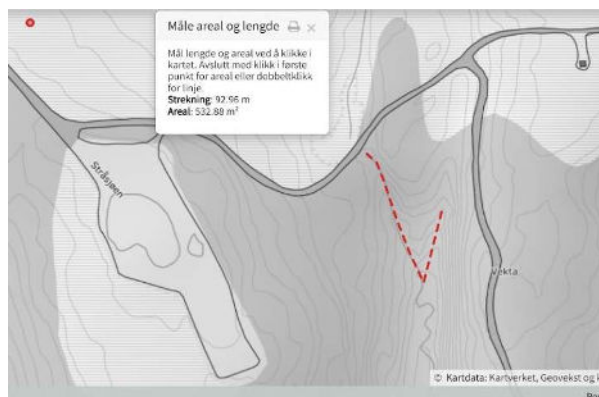 Måle areal og lengde
Mål lengde og areal ved å klikke i
kartet. Avslutt med klikk i første
punkt for areal eller dobbeltklikk
for linje.
Strekning: 92.96 m
Areal: 532.88 m²
Stråsjøen
Vekta
© Kartdata: Kartverket, Geovekst og